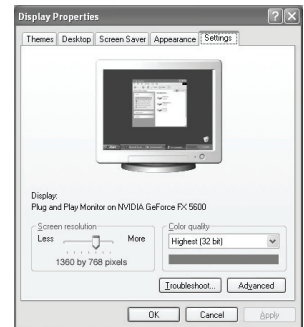 Display Properties
Themes Desktop Screen Saver Appearance Settings
Display:
Plug and Play Monitor on NVIDIA GeForce FX 5600
Screen resolution
Less More
1360 by 768 pixels
Color quality
Highest (32 bit)
Troubleshoot... Advanced
OK Cancel Apply